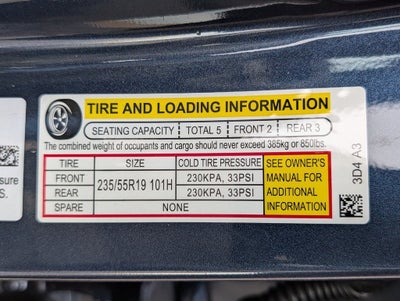 TIRE AND LOADING INFORMATION
SEATING CAPACITY TOTAL 5 FRONT 2 REAR 3
The combined weight of occupants and cargo should never exceed 385kg or 850lbs.
TIRE SIZE COLD TIRE PRESSURE
FRONT 235/55R19 101H 230KPA, 33PSI
REAR 230KPA, 33PSI
SPARE NONE
SEE OWNER'S
MANUAL FOR
ADDITIONAL
INFORMATION
3D4 A3
sure
S.